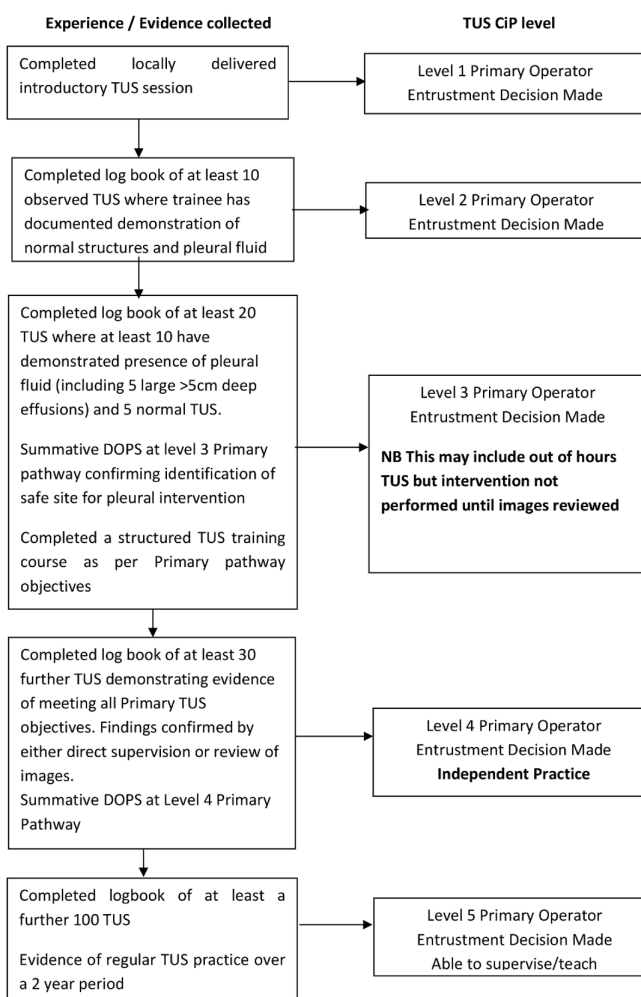 Experience / Evidence collected
TUS CiP level
Completed locally delivered
introductory TUS session
Level 1 Primary Operator
Entrustment Decision Made
Completed log book of at least 10
observed TUS where trainee has
documented demonstration of
normal structures and pleural fluid
Level 2 Primary Operator
Entrustment Decision Made
Completed log book of at least 20
TUS where at least 10 have
demonstrated presence of pleural
fluid (including 5 large >5cm deep
effusions) and 5 normal TUS.
Summative DOPS at level 3 Primary
pathway confirming identification of
safe site for pleural intervention
Completed a structured TUS training
course as per Primary pathway
objectives
Level 3 Primary Operator
Entrustment Decision Made
NB This may include out of hours
TUS but intervention not
performed until images reviewed
Completed log book of at least 30
further TUS demonstrating evidence
of meeting all Primary TUS
objectives. Findings confirmed by
either direct supervision or review of
images.
Summative DOPS at Level 4 Primary
Pathway
Level 4 Primary Operator
Entrustment Decision Made
Independent Practice
Completed logbook of at least a
further 100 TUS
Evidence of regular TUS practice over
a 2 year period
Level 5 Primary Operator
Entrustment Decision Made
Able to supervise/teach